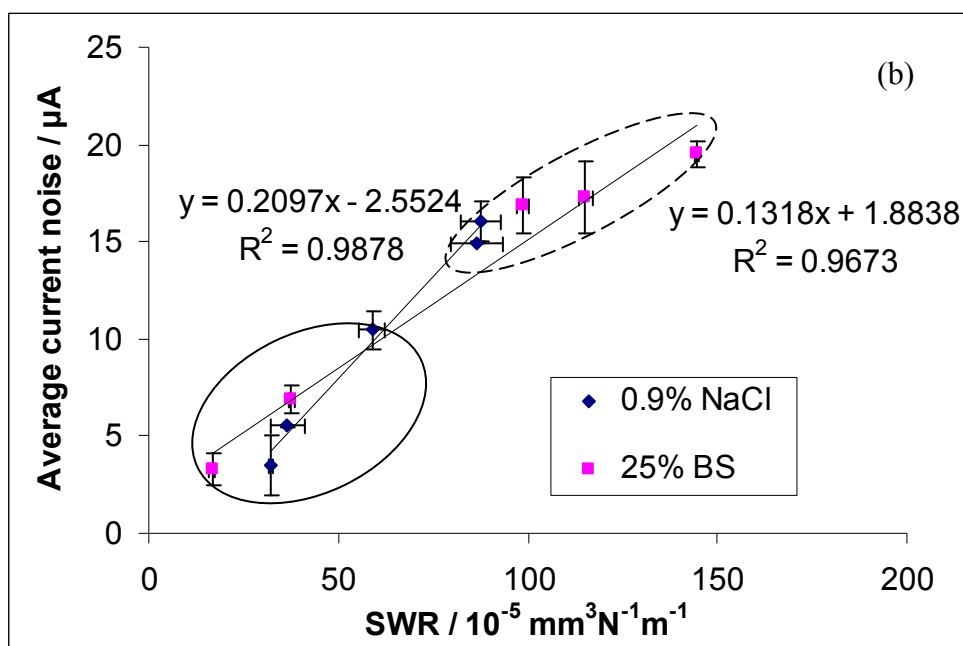 (b)
Average current noise / µA
25
20
15
10
5
0
y = 0.2097x - 2.5524
R² = 0.9878
y = 0.1318x + 1.8838
R² = 0.9673
0.9% NaCl
25% BS
0 50 100 150 200
SWR / 10⁻⁵ mm³N⁻¹m⁻¹